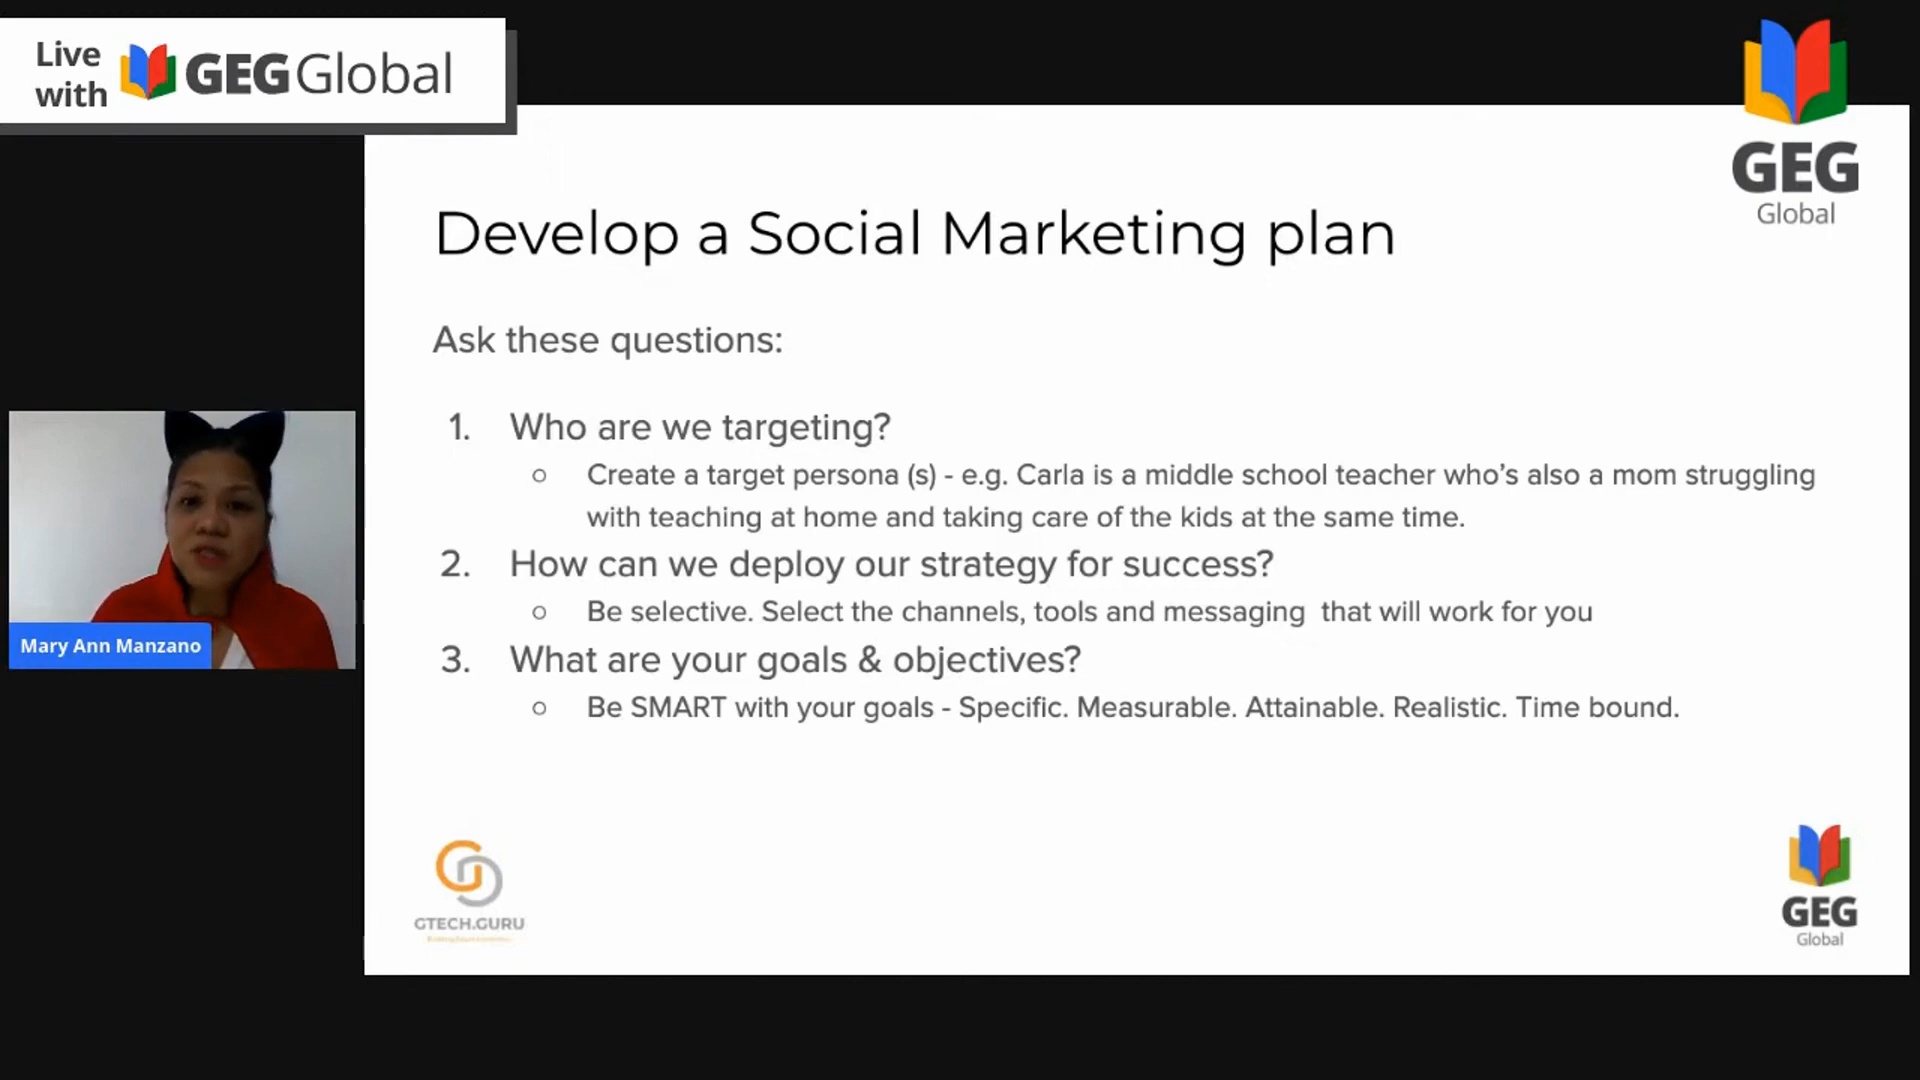 Live
with
GEG Global
GEG
Global
Develop a Social Marketing plan
Ask these questions:
1. Who are we targeting?
○ Create a target persona (s) - e.g. Carla is a middle school teacher who's also a mom struggling
with teaching at home and taking care of the kids at the same time.
2. How can we deploy our strategy for success?
○ Be selective. Select the channels, tools and messaging  that will work for you
3. What are your goals & objectives?
○ Be SMART with your goals - Specific. Measurable. Attainable. Realistic. Time bound.
Mary Ann Manzano
GTECH.GURU
GEG
Global